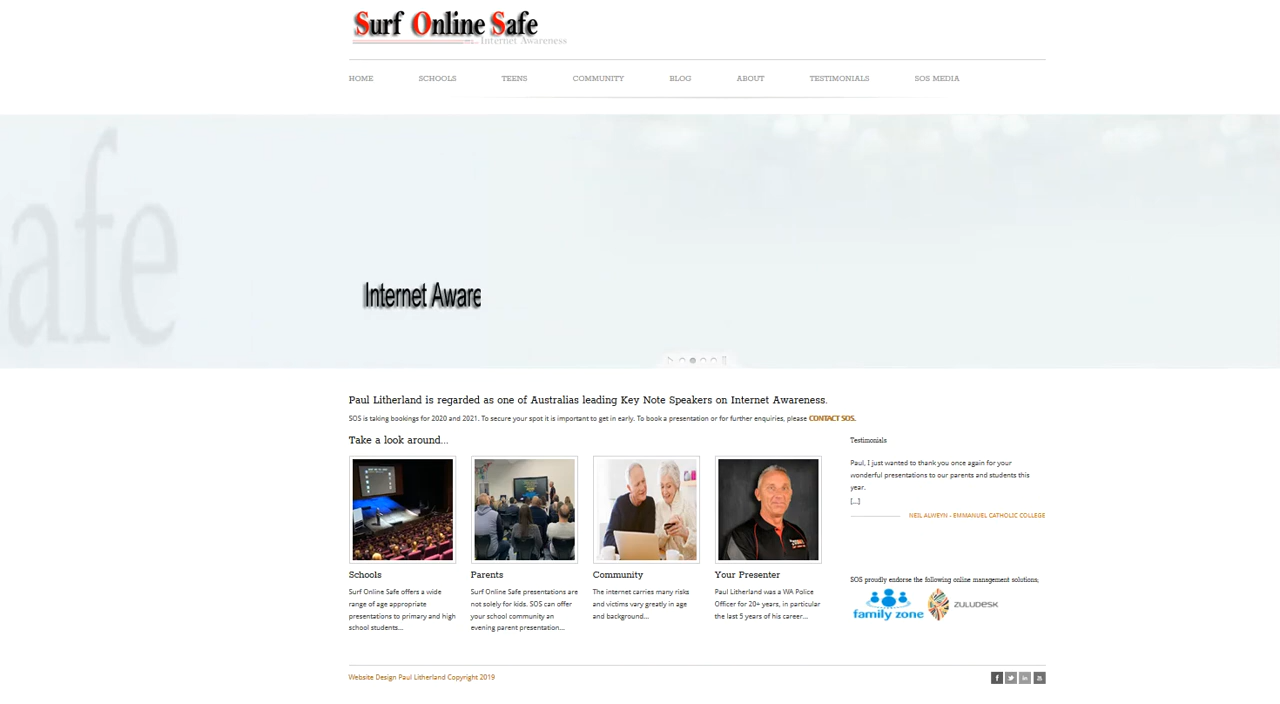 Surf Online Safe
Internet Awareness
HOME SCHOOLS TEENS COMMUNITY BLOG ABOUT TESTIMONIALS SOS MEDIA
afe
Internet Aware
Paul Litherland is regarded as one of Australias leading Key Note Speakers on Internet Awareness.
SOS is taking bookings for 2020 and 2021. To secure your spot it is important to get in early. To book a presentation or for further enquiries, please CONTACT SOS.
Take a look around...
Schools
Surf Online Safe offers a wide
range of age appropriate
presentations to primary and high
school students...
Parents
Surf Online Safe presentations are
not solely for kids. SOS can offer
your school community an
evening parent presentation...
Community
The internet carries many risks
and victims vary greatly in age
and background...
Your Presenter
Paul Litherland was a WA Police
Officer for 20+ years, in particular
the last 5 years of his career...
Testimonials
Paul, I just wanted to thank you once again for your
wonderful presentations to our parents and students this
year.
[...]
NEIL ALWEYN - EMMANUEL CATHOLIC COLLEGE
SOS proudly endorse the following online management solutions;
family zone
ZULUDESK
Website Design Paul Litherland Copyright 2019